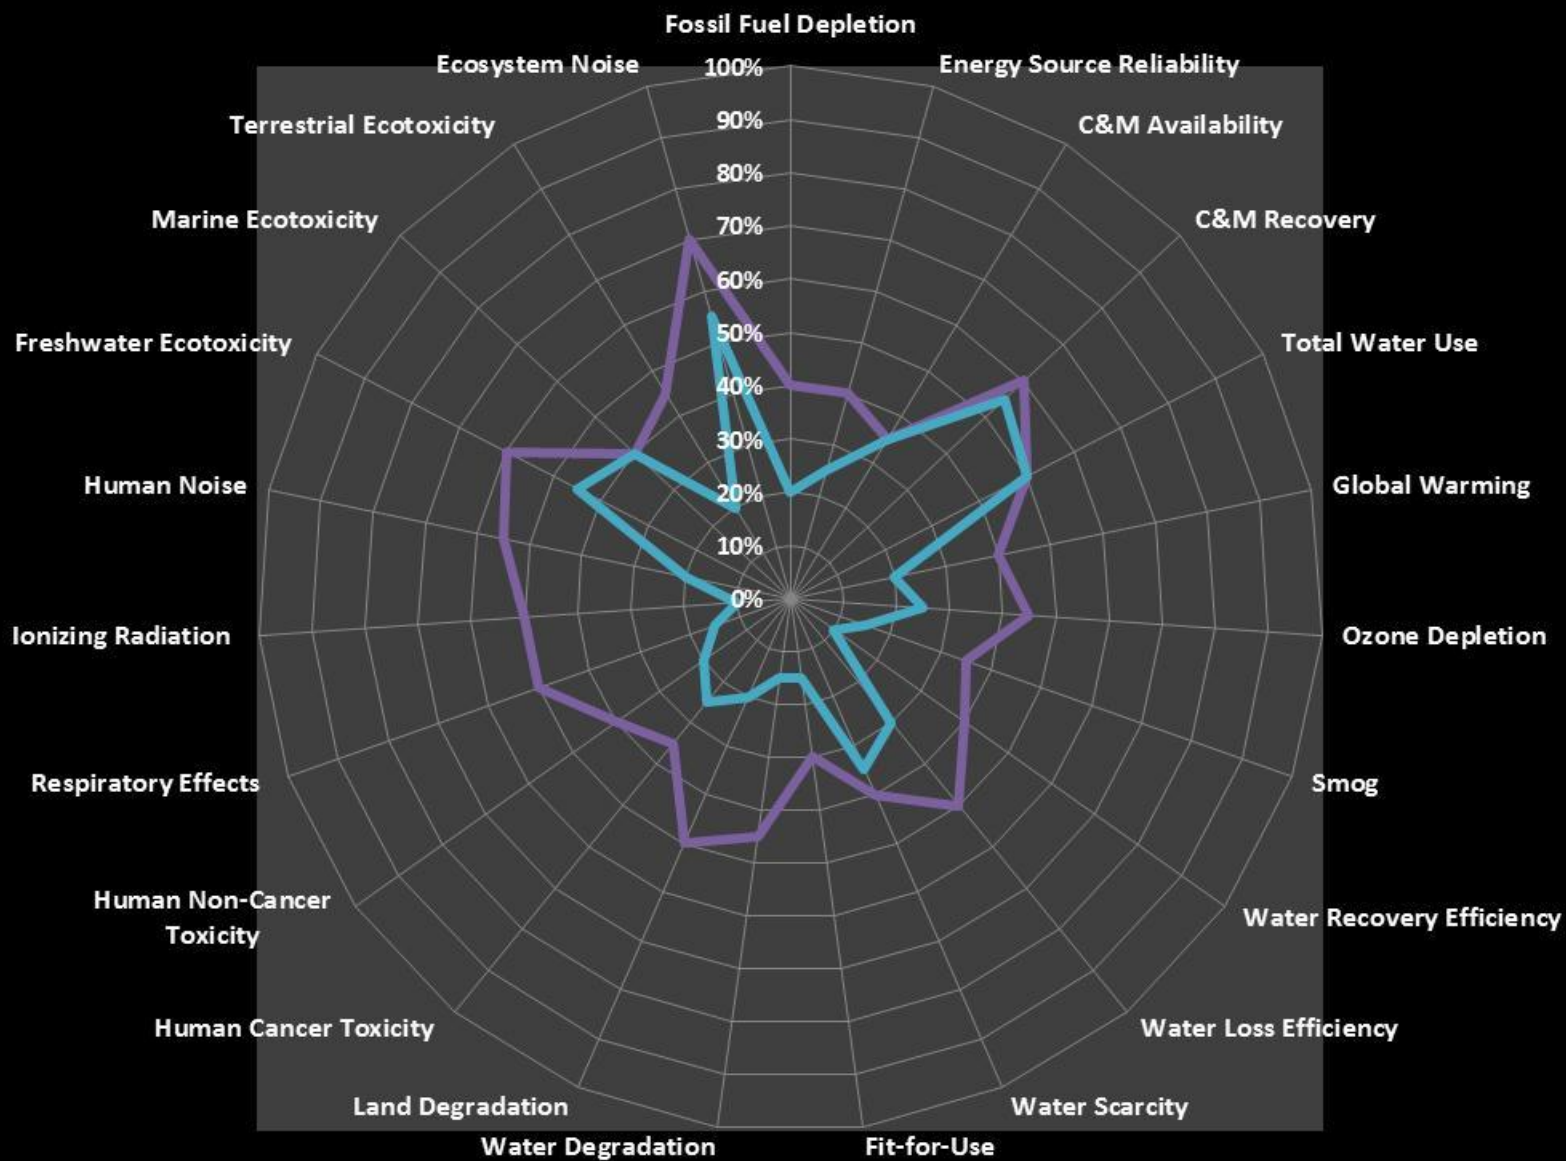 Fossil Fuel Depletion
Ecosystem Noise
100%
Energy Source Reliability
Terrestrial Ecotoxicity
90%
C&M Availability
80%
Marine Ecotoxicity
70%
C&M Recovery
60%
Freshwater Ecotoxicity
50%
Total Water Use
40%
30%
Human Noise
20%
Global Warming
10%
0%
Ionizing Radiation
Ozone Depletion
Respiratory Effects
Smog
Human Non-Cancer
Toxicity
Water Recovery Efficiency
Human Cancer Toxicity
Water Loss Efficiency
Land Degradation
Water Scarcity
Water Degradation
Fit-for-Use